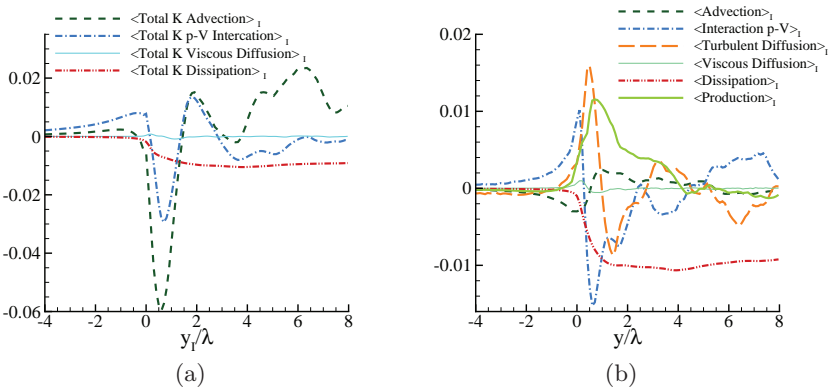 <Total K Advection>I
<Total K p-V Intercation>I
<Total K Viscous Diffusion>I
<Total K Dissipation>I
0.02
0
-0.02
-0.04
-0.06
-4 -2 0 2 4 6 8
yI/λ
(a)
<Advection>I
<Interaction p-V>I
<Turbulent Diffusion>I
<Viscous Diffusion>I
<Dissipation>I
<Production>I
0.02
0.01
0
-0.01
-4 -2 0 2 4 6 8
y/λ
(b)